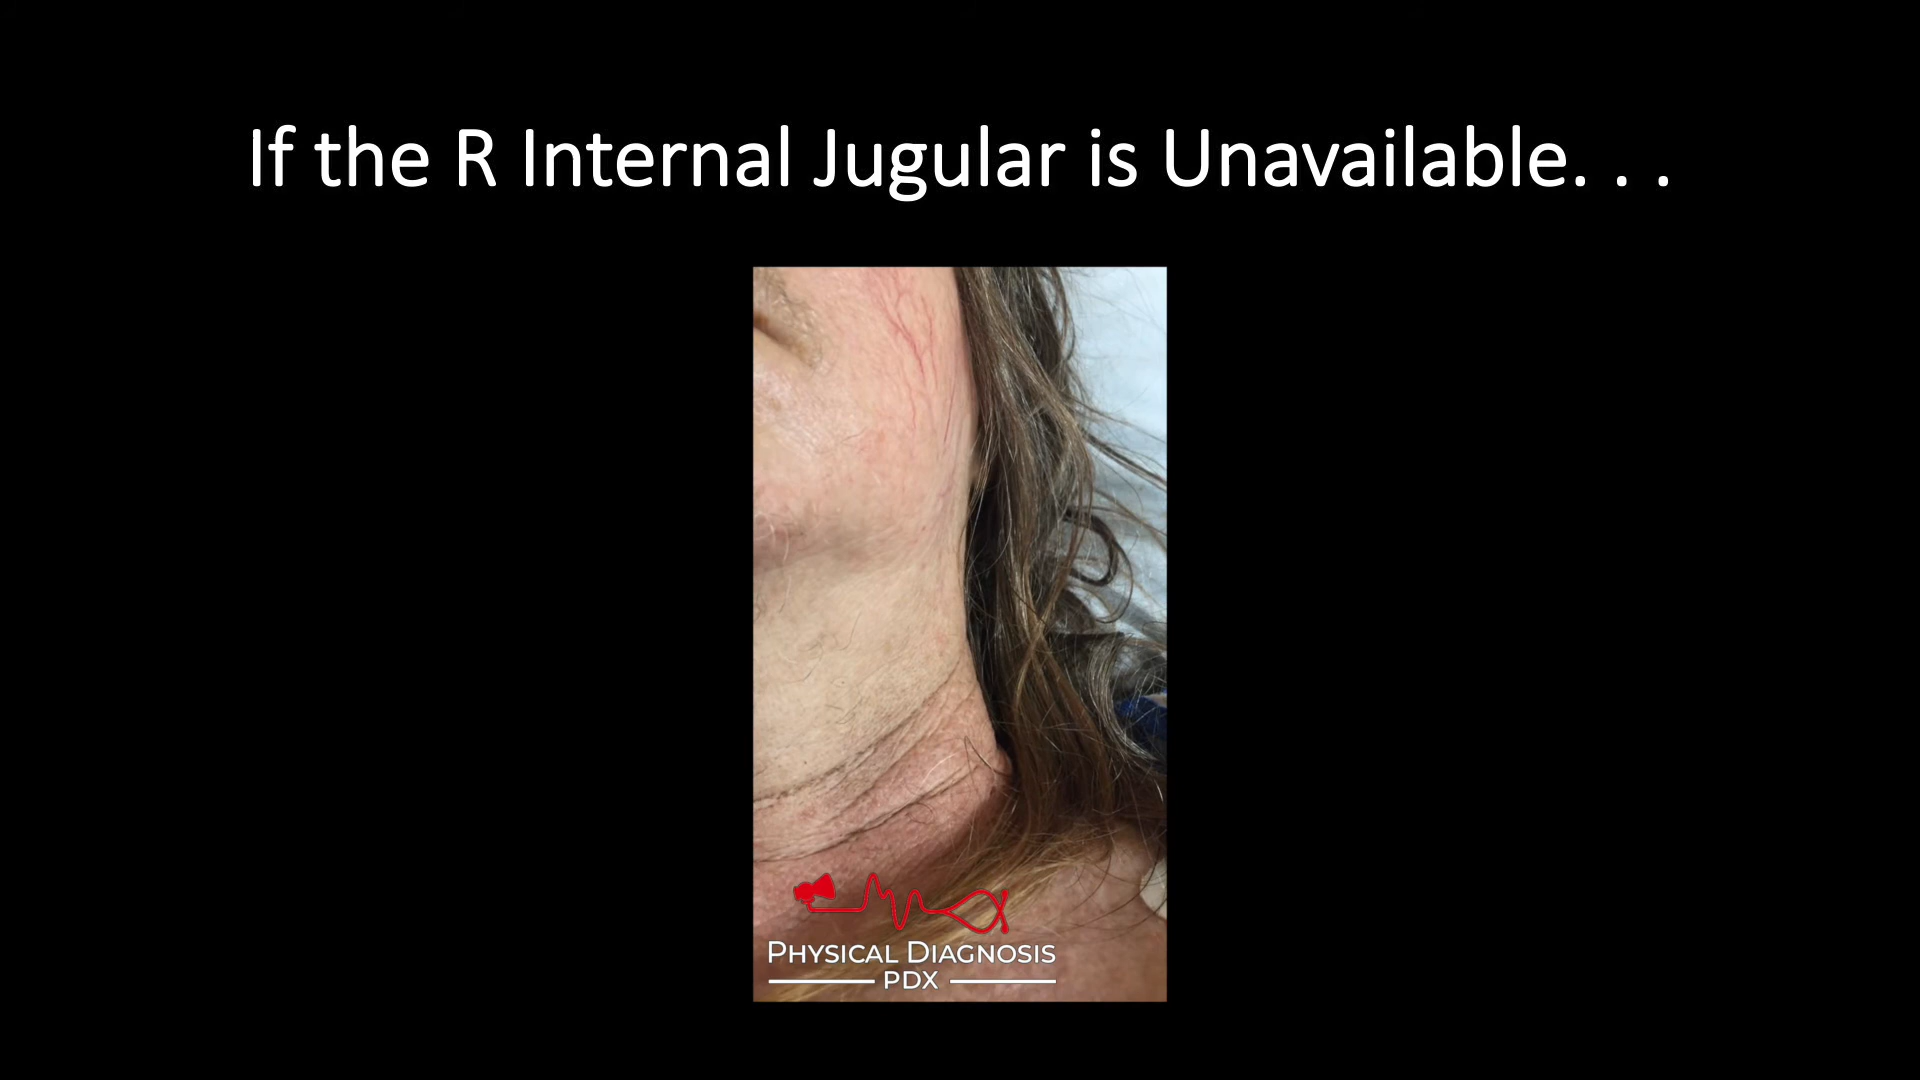 If the R Internal Jugular is Unavailable. . .
PHYSICAL DIAGNOSIS
PDX